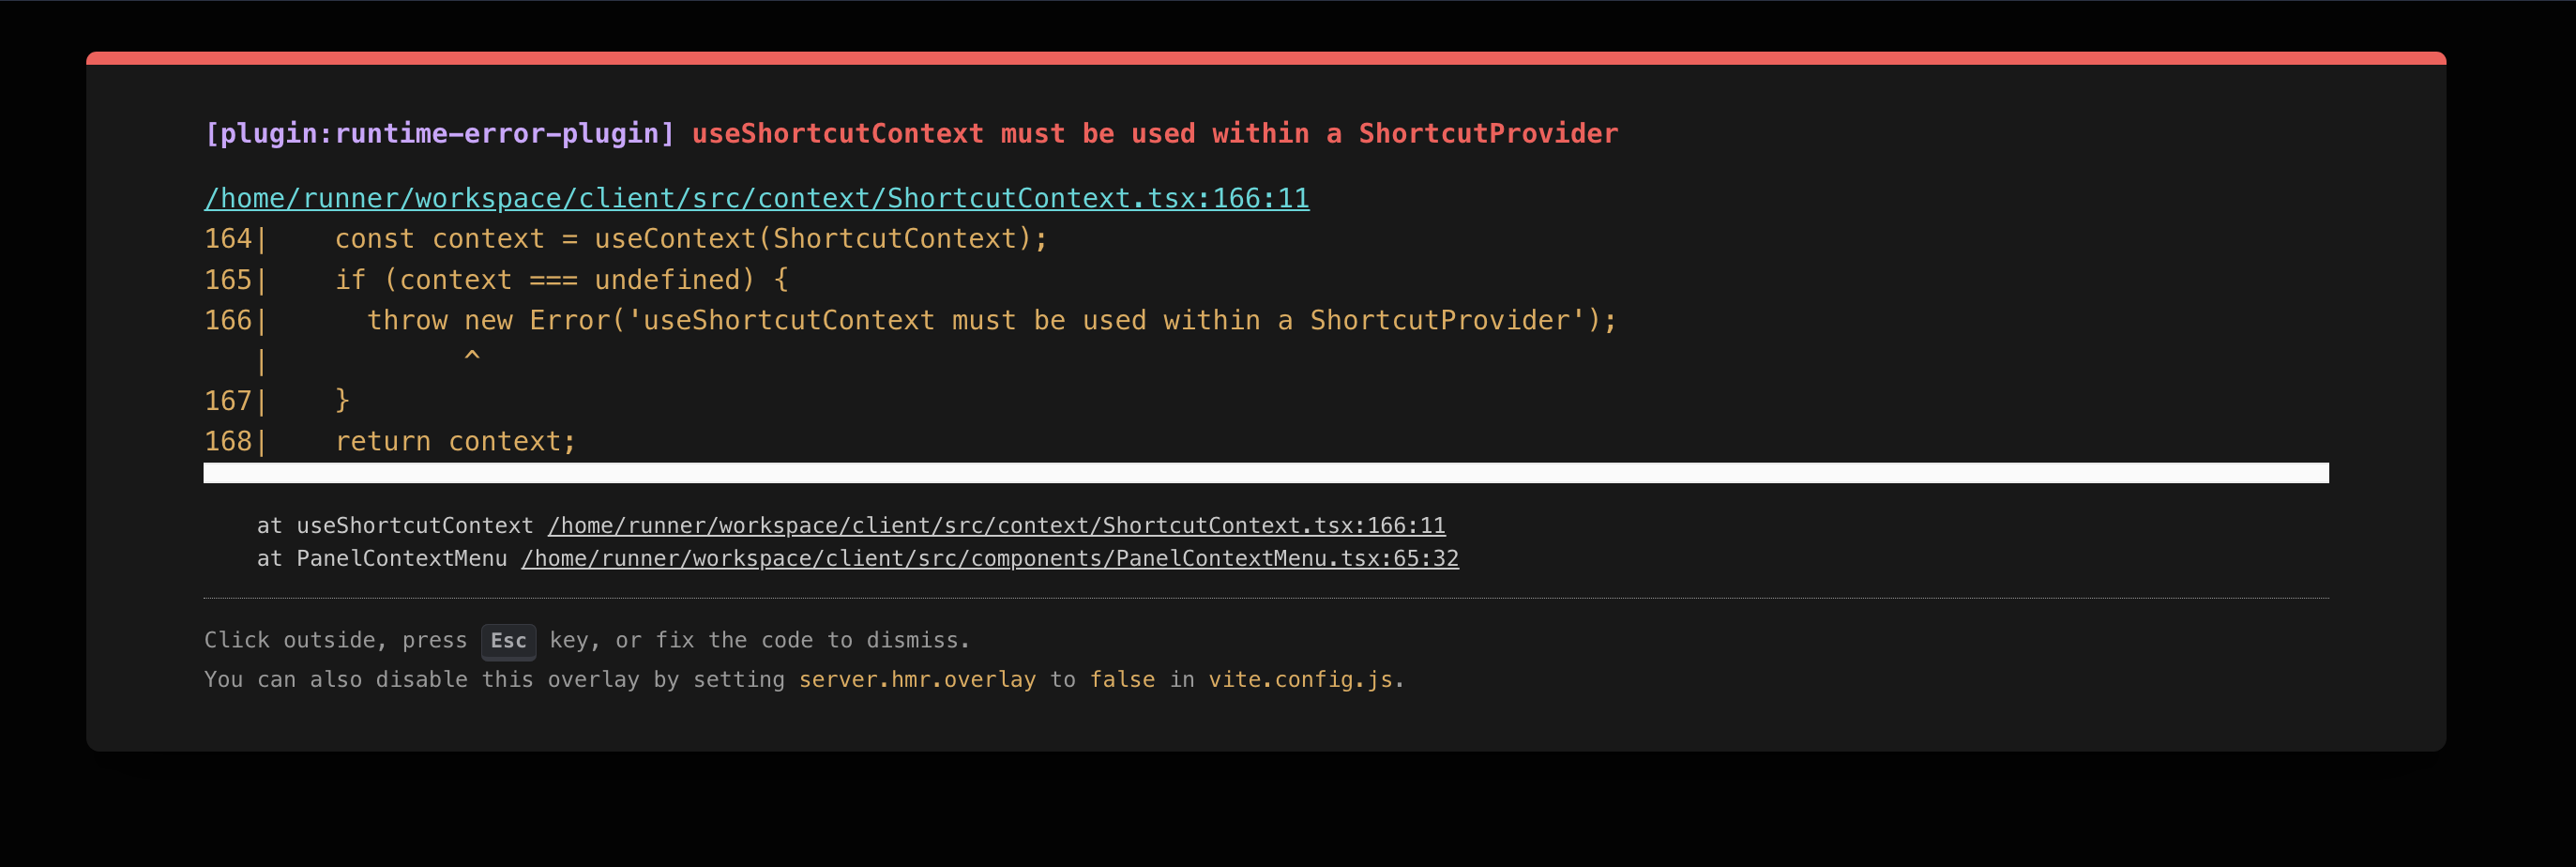 [plugin:runtime-error-plugin] useShortcutContext must be used within a ShortcutProvider
/home/runner/workspace/client/src/context/ShortcutContext.tsx:166:11
164|    const context = useContext(ShortcutContext);
165|    if (context === undefined) {
166|      throw new Error('useShortcutContext must be used within a ShortcutProvider');
   |            ^
167|    }
168|    return context;
at useShortcutContext /home/runner/workspace/client/src/context/ShortcutContext.tsx:166:11
at PanelContextMenu /home/runner/workspace/client/src/components/PanelContextMenu.tsx:65:32
Click outside, press Esc key, or fix the code to dismiss.
You can also disable this overlay by setting server.hmr.overlay to false in vite.config.js.